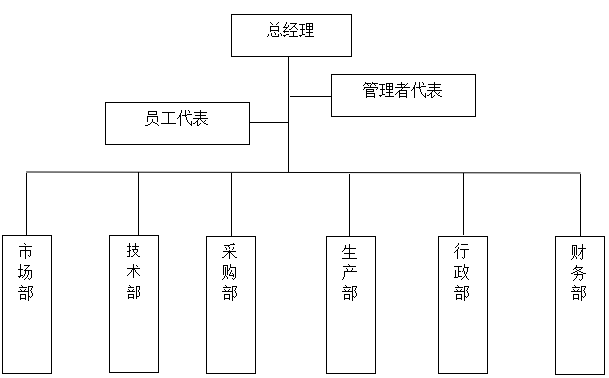 总经理
管理者代表
员工代表
市场部
技术部
采购部
生产部
行政部
财务部